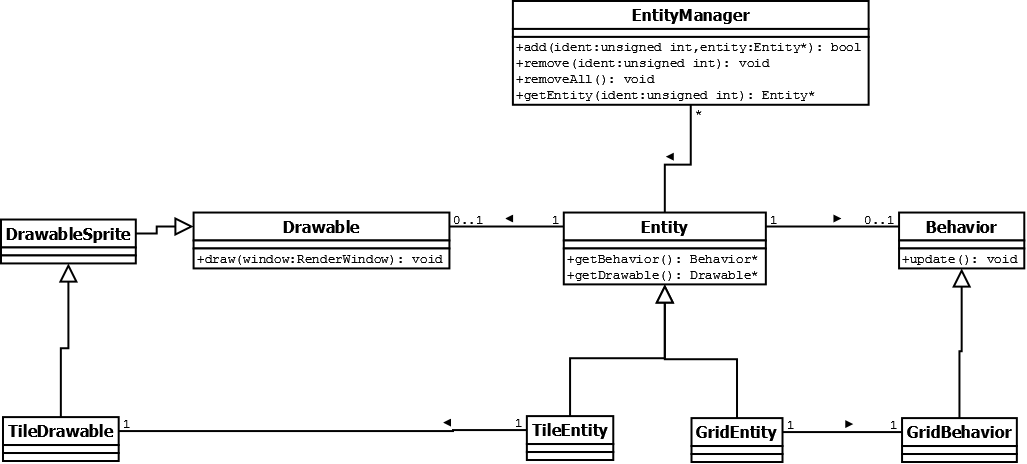 EntityManager
+add(ident:unsigned int,entity:Entity*): bool
+remove(ident:unsigned int): void
+removeAll(): void
+getEntity(ident:unsigned int): Entity*
*
DrawableSprite
Drawable
+draw(window:RenderWindow): void
0..1
1
Entity
+getBehavior(): Behavior*
+getDrawable(): Drawable*
1
0..1
Behavior
+update(): void
TileDrawable
1
1
TileEntity
GridEntity
1
1
GridBehavior